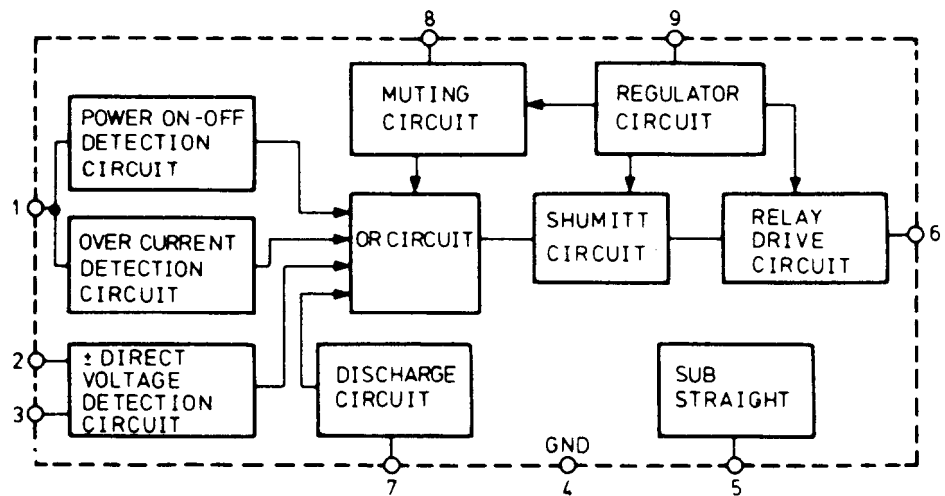 8
9
MUTING
CIRCUIT
REGULATOR
CIRCUIT
POWER ON-OFF
DETECTION
CIRCUIT
1
OVER CURRENT
DETECTION
CIRCUIT
OR CIRCUIT
SHUMITT
CIRCUIT
RELAY
DRIVE
CIRCUIT
6
2
3
± DIRECT
VOLTAGE
DETECTION
CIRCUIT
DISCHARGE
CIRCUIT
SUB
STRAIGHT
GND
7
4
5